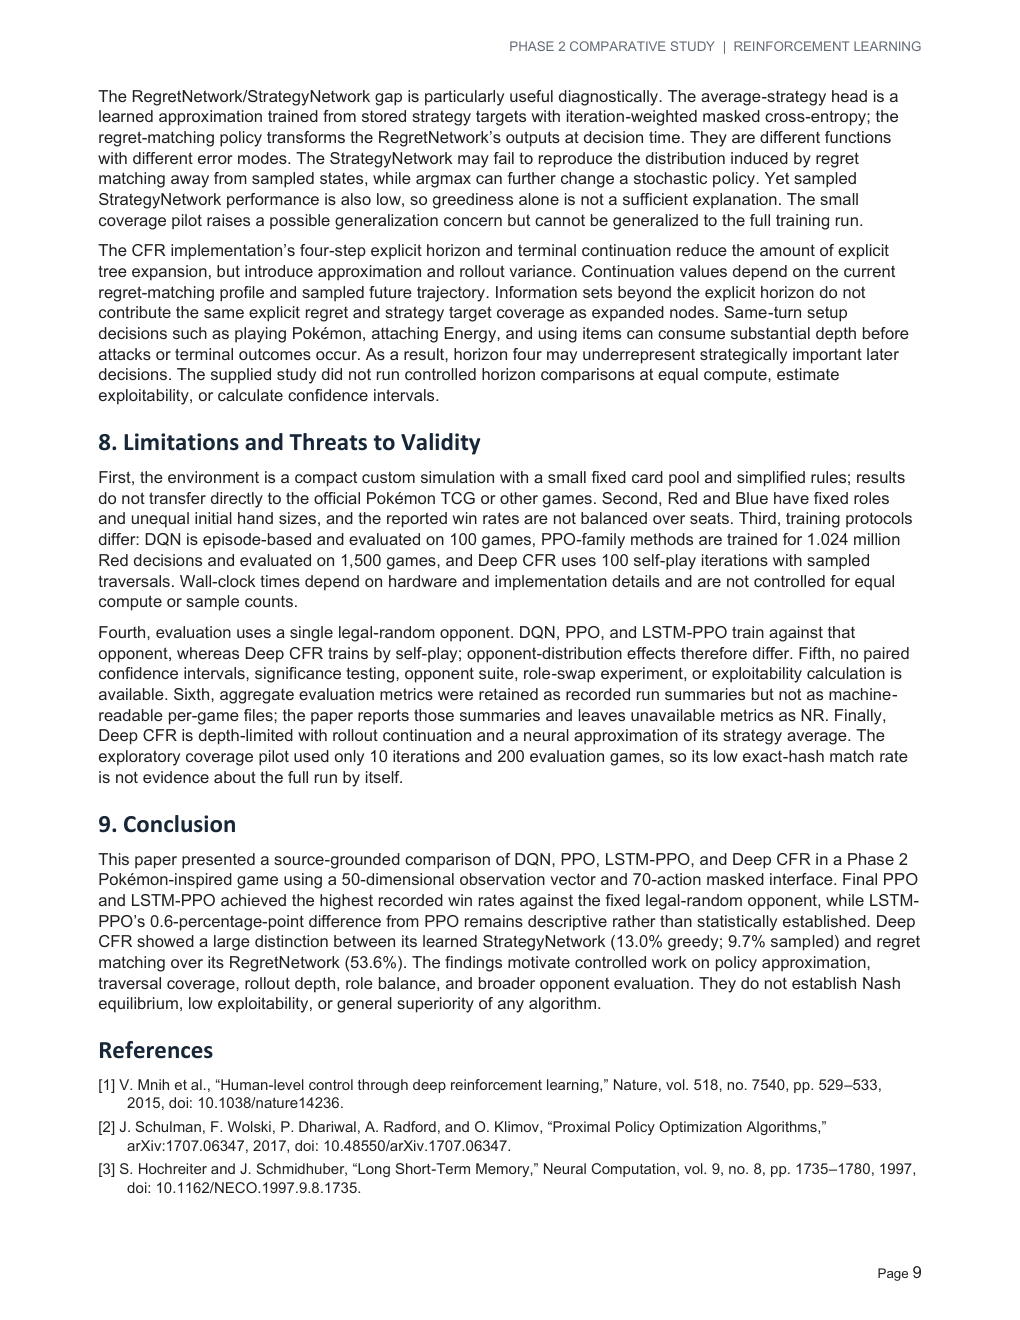 PHASE 2 COMPARATIVE STUDY | REINFORCEMENT LEARNING
The RegretNetwork/StrategyNetwork gap is particularly useful diagnostically. The average-strategy head is a
learned approximation trained from stored strategy targets with iteration-weighted masked cross-entropy; the
regret-matching policy transforms the RegretNetwork’s outputs at decision time. They are different functions
with different error modes. The StrategyNetwork may fail to reproduce the distribution induced by regret
matching away from sampled states, while argmax can further change a stochastic policy. Yet sampled
StrategyNetwork performance is also low, so greediness alone is not a sufficient explanation. The small
coverage pilot raises a possible generalization concern but cannot be generalized to the full training run.
The CFR implementation’s four-step explicit horizon and terminal continuation reduce the amount of explicit
tree expansion, but introduce approximation and rollout variance. Continuation values depend on the current
regret-matching profile and sampled future trajectory. Information sets beyond the explicit horizon do not
contribute the same explicit regret and strategy target coverage as expanded nodes. Same-turn setup
decisions such as playing Pokémon, attaching Energy, and using items can consume substantial depth before
attacks or terminal outcomes occur. As a result, horizon four may underrepresent strategically important later
decisions. The supplied study did not run controlled horizon comparisons at equal compute, estimate
exploitability, or calculate confidence intervals.
8. Limitations and Threats to Validity
First, the environment is a compact custom simulation with a small fixed card pool and simplified rules; results
do not transfer directly to the official Pokémon TCG or other games. Second, Red and Blue have fixed roles
and unequal initial hand sizes, and the reported win rates are not balanced over seats. Third, training protocols
differ: DQN is episode-based and evaluated on 100 games, PPO-family methods are trained for 1.024 million
Red decisions and evaluated on 1,500 games, and Deep CFR uses 100 self-play iterations with sampled
traversals. Wall-clock times depend on hardware and implementation details and are not controlled for equal
compute or sample counts.
Fourth, evaluation uses a single legal-random opponent. DQN, PPO, and LSTM-PPO train against that
opponent, whereas Deep CFR trains by self-play; opponent-distribution effects therefore differ. Fifth, no paired
confidence intervals, significance testing, opponent suite, role-swap experiment, or exploitability calculation is
available. Sixth, aggregate evaluation metrics were retained as recorded run summaries but not as machine-
readable per-game files; the paper reports those summaries and leaves unavailable metrics as NR. Finally,
Deep CFR is depth-limited with rollout continuation and a neural approximation of its strategy average. The
exploratory coverage pilot used only 10 iterations and 200 evaluation games, so its low exact-hash match rate
is not evidence about the full run by itself.
9. Conclusion
This paper presented a source-grounded comparison of DQN, PPO, LSTM-PPO, and Deep CFR in a Phase 2
Pokémon-inspired game using a 50-dimensional observation vector and 70-action masked interface. Final PPO
and LSTM-PPO achieved the highest recorded win rates against the fixed legal-random opponent, while LSTM-
PPO’s 0.6-percentage-point difference from PPO remains descriptive rather than statistically established. Deep
CFR showed a large distinction between its learned StrategyNetwork (13.0% greedy; 9.7% sampled) and regret
matching over its RegretNetwork (53.6%). The findings motivate controlled work on policy approximation,
traversal coverage, rollout depth, role balance, and broader opponent evaluation. They do not establish Nash
equilibrium, low exploitability, or general superiority of any algorithm.
References
[1] V. Mnih et al., “Human-level control through deep reinforcement learning,” Nature, vol. 518, no. 7540, pp. 529–533,
2015, doi: 10.1038/nature14236.
[2] J. Schulman, F. Wolski, P. Dhariwal, A. Radford, and O. Klimov, “Proximal Policy Optimization Algorithms,”
arXiv:1707.06347, 2017, doi: 10.48550/arXiv.1707.06347.
[3] S. Hochreiter and J. Schmidhuber, “Long Short-Term Memory,” Neural Computation, vol. 9, no. 8, pp. 1735–1780, 1997,
doi: 10.1162/NECO.1997.9.8.1735.
Page 9